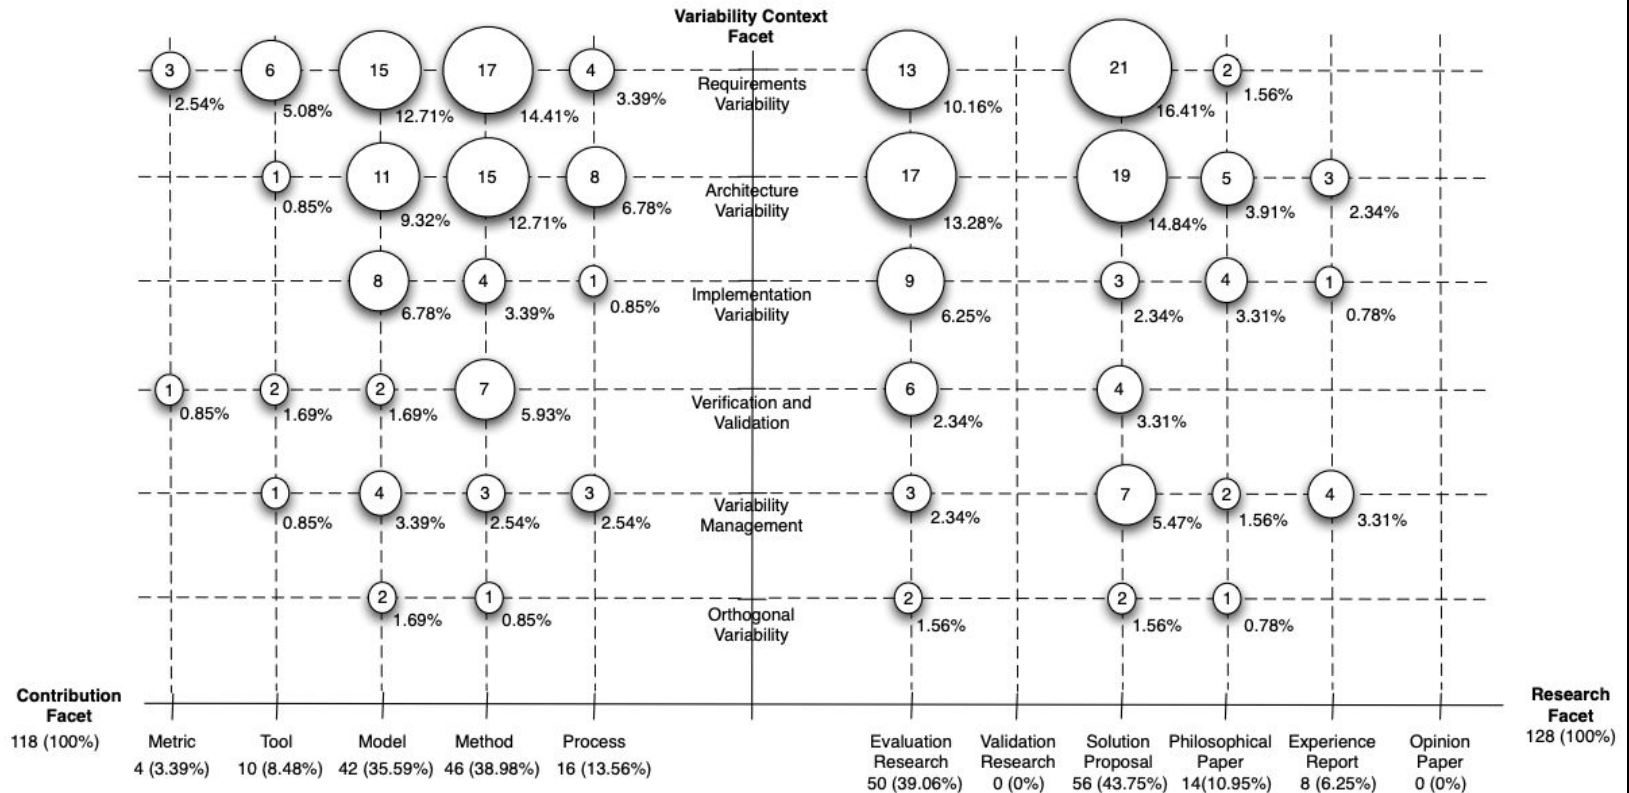 Variability Context
Facet
3 6 15 17 4 13 21 2
Requirements
Variability
2.54% 5.08% 12.71% 14.41% 3.39% 10.16% 16.41% 1.56%
1 11 15 8 17 19 5 3
Architecture
Variability
0.85% 9.32% 12.71% 6.78% 13.28% 14.84% 3.91% 2.34%
8 4 1 9 3 4 1
Implementation
Variability
6.78% 3.39% 0.85% 6.25% 2.34% 3.31% 0.78%
1 2 2 7 6 4
Verification and
Validation
0.85% 1.69% 1.69% 5.93% 2.34% 3.31%
1 4 3 3 3 7 2 4
Variability
Management
0.85% 3.39% 2.54% 2.54% 2.34% 5.47% 1.56% 3.31%
2 1 2 2 1
Orthogonal
Variability
1.69% 0.85% 1.56% 1.56% 0.78%
Contribution
Facet
118 (100%)
Metric
4 (3.39%)
Tool
10 (8.48%)
Model
42 (35.59%)
Method
46 (38.98%)
Process
16 (13.56%)
Evaluation
Research
50 (39.06%)
Validation
Research
0 (0%)
Solution
Proposal
56 (43.75%)
Philosophical
Paper
14(10.95%)
Experience
Report
8 (6.25%)
Opinion
Paper
0 (0%)
Research
Facet
128 (100%)